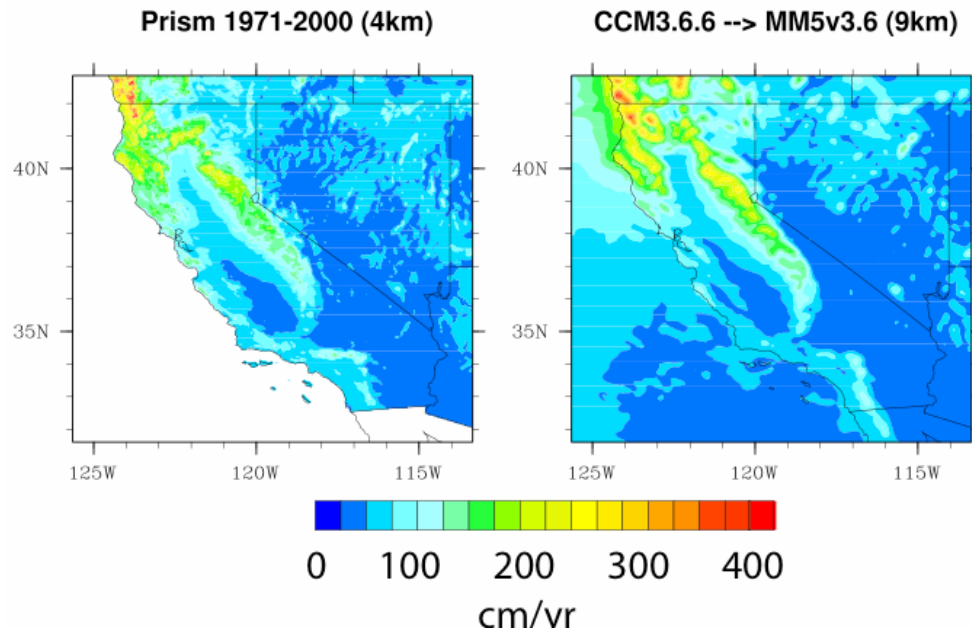 Prism 1971-2000 (4km)
CCM3.6.6 --> MM5v3.6 (9km)
40N
35N
125W 120W 115W
40N
35N
125W 120W 115W
0 100 200 300 400
cm/yr